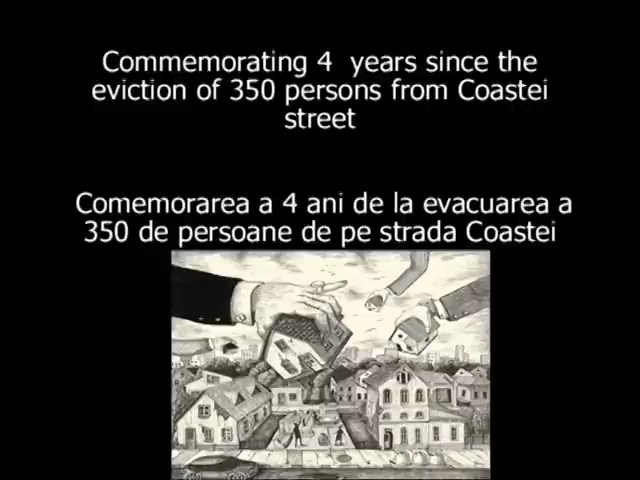 Commemorating 4 years since the
eviction of 350 persons from Coastei
street
Comemorarea a 4 ani de la evacuarea a
350 de persoane de pe strada Coastei